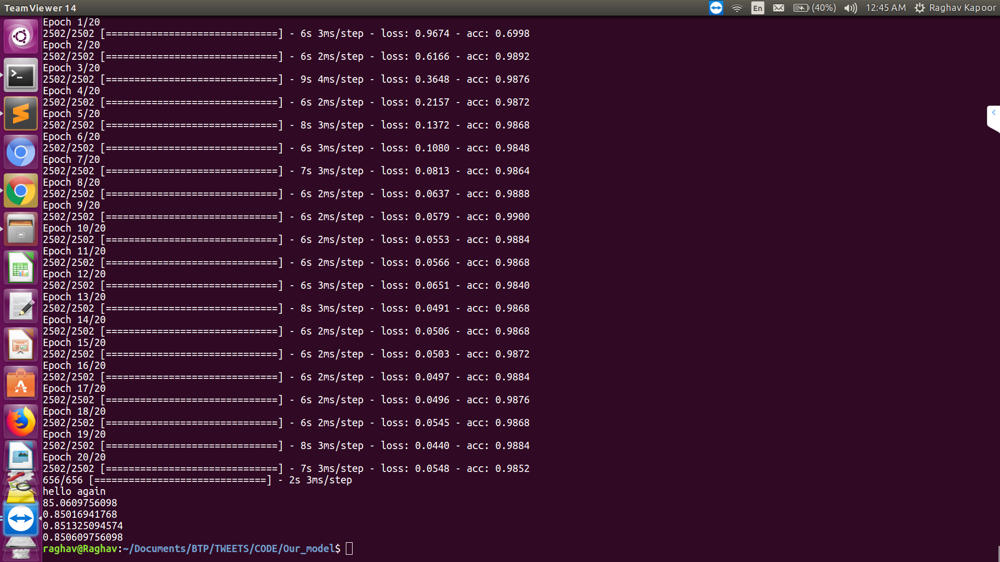 TeamViewer 14 En (40%) 12:45 AM Raghav Kapoor
Epoch 1/20
2502/2502 [==============================] - 6s 3ms/step - loss: 0.9674 - acc: 0.6998
Epoch 2/20
2502/2502 [==============================] - 6s 2ms/step - loss: 0.6166 - acc: 0.9892
Epoch 3/20
2502/2502 [==============================] - 9s 4ms/step - loss: 0.3648 - acc: 0.9876
Epoch 4/20
2502/2502 [==============================] - 6s 2ms/step - loss: 0.2157 - acc: 0.9872
Epoch 5/20
2502/2502 [==============================] - 8s 3ms/step - loss: 0.1372 - acc: 0.9868
Epoch 6/20
2502/2502 [==============================] - 6s 3ms/step - loss: 0.1080 - acc: 0.9848
Epoch 7/20
2502/2502 [==============================] - 7s 3ms/step - loss: 0.0813 - acc: 0.9864
Epoch 8/20
2502/2502 [==============================] - 6s 2ms/step - loss: 0.0637 - acc: 0.9888
Epoch 9/20
2502/2502 [==============================] - 6s 2ms/step - loss: 0.0579 - acc: 0.9900
Epoch 10/20
2502/2502 [==============================] - 6s 2ms/step - loss: 0.0553 - acc: 0.9884
Epoch 11/20
2502/2502 [==============================] - 6s 2ms/step - loss: 0.0566 - acc: 0.9868
Epoch 12/20
2502/2502 [==============================] - 6s 3ms/step - loss: 0.0651 - acc: 0.9840
Epoch 13/20
2502/2502 [==============================] - 8s 3ms/step - loss: 0.0491 - acc: 0.9868
Epoch 14/20
2502/2502 [==============================] - 6s 2ms/step - loss: 0.0506 - acc: 0.9868
Epoch 15/20
2502/2502 [==============================] - 6s 2ms/step - loss: 0.0503 - acc: 0.9872
Epoch 16/20
2502/2502 [==============================] - 6s 2ms/step - loss: 0.0497 - acc: 0.9884
Epoch 17/20
2502/2502 [==============================] - 6s 2ms/step - loss: 0.0496 - acc: 0.9876
Epoch 18/20
2502/2502 [==============================] - 6s 2ms/step - loss: 0.0545 - acc: 0.9868
Epoch 19/20
2502/2502 [==============================] - 8s 3ms/step - loss: 0.0440 - acc: 0.9884
Epoch 20/20
2502/2502 [==============================] - 7s 3ms/step - loss: 0.0548 - acc: 0.9852
656/656 [==============================] - 2s 3ms/step
hello again
85.0609756098
0.85016941768
0.851325094574
0.850609756098
raghav@Raghav:~/Documents/BTP/TWEETS/CODE/Our_model$